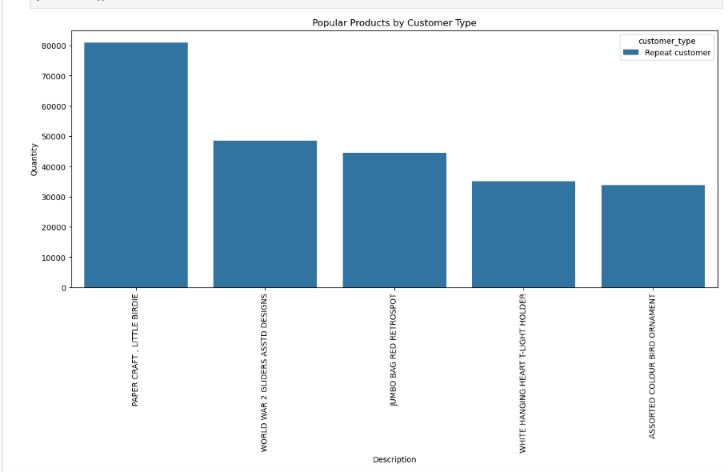 Popular Products by Customer Type
customer_type
Repeat customer
80000
70000
60000
50000
40000
30000
20000
10000
0
Quantity
PAPER CRAFT , LITTLE BIRDIE
WORLD WAR 2 GLIDERS ASSTD DESIGNS
JUMBO BAG RED RETROSPOT
WHITE HANGING HEART T-LIGHT HOLDER
ASSORTED COLOUR BIRD ORNAMENT
Description